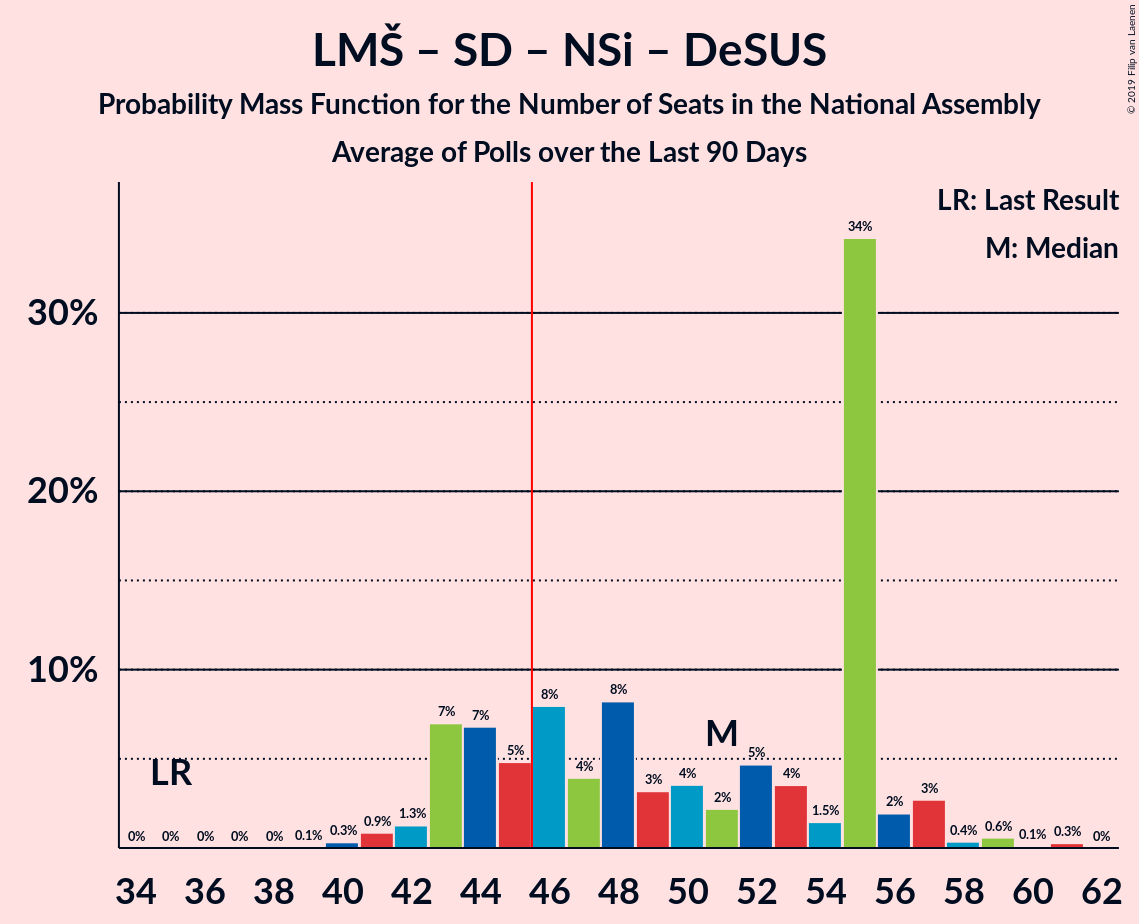 LMŠ – SD – NSi – DeSUS
Probability Mass Function for the Number of Seats in the National Assembly
Average of Polls over the Last 90 Days
© 2019 Filip van Laenen
LR: Last Result
M: Median
30%
20%
10%
LR
M
0% 0% 0% 0% 0% 0.1% 0.3% 0.9% 1.3% 7% 7% 5% 8% 4% 8% 3% 4% 2% 5% 4% 1.5% 34% 2% 3% 0.4% 0.6% 0.1% 0.3% 0%
34 36 38 40 42 44 46 48 50 52 54 56 58 60 62